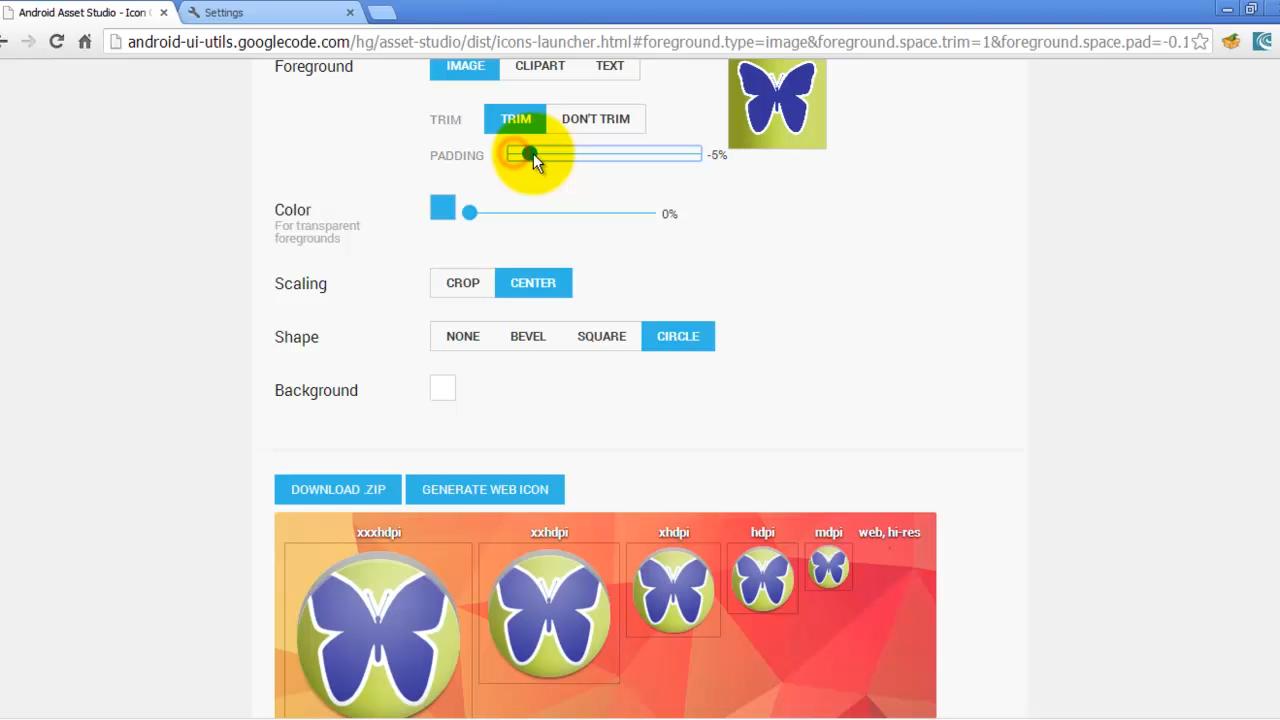 Android Asset Studio - Icon
Settings
android-ui-utils.googlecode.com/hg/asset-studio/dist/icons-launcher.html#foreground.type=image&foreground.space.trim=1&foreground.space.pad=-0.1
Foreground
IMAGE CLIPART TEXT
TRIM TRIM DON'T TRIM
PADDING -5%
Color
For transparent
foregrounds
0%
Scaling CROP CENTER
Shape NONE BEVEL SQUARE CIRCLE
Background
DOWNLOAD .ZIP GENERATE WEB ICON
xxxhdpi xxhdpi xhdpi hdpi mdpi web, hi-res